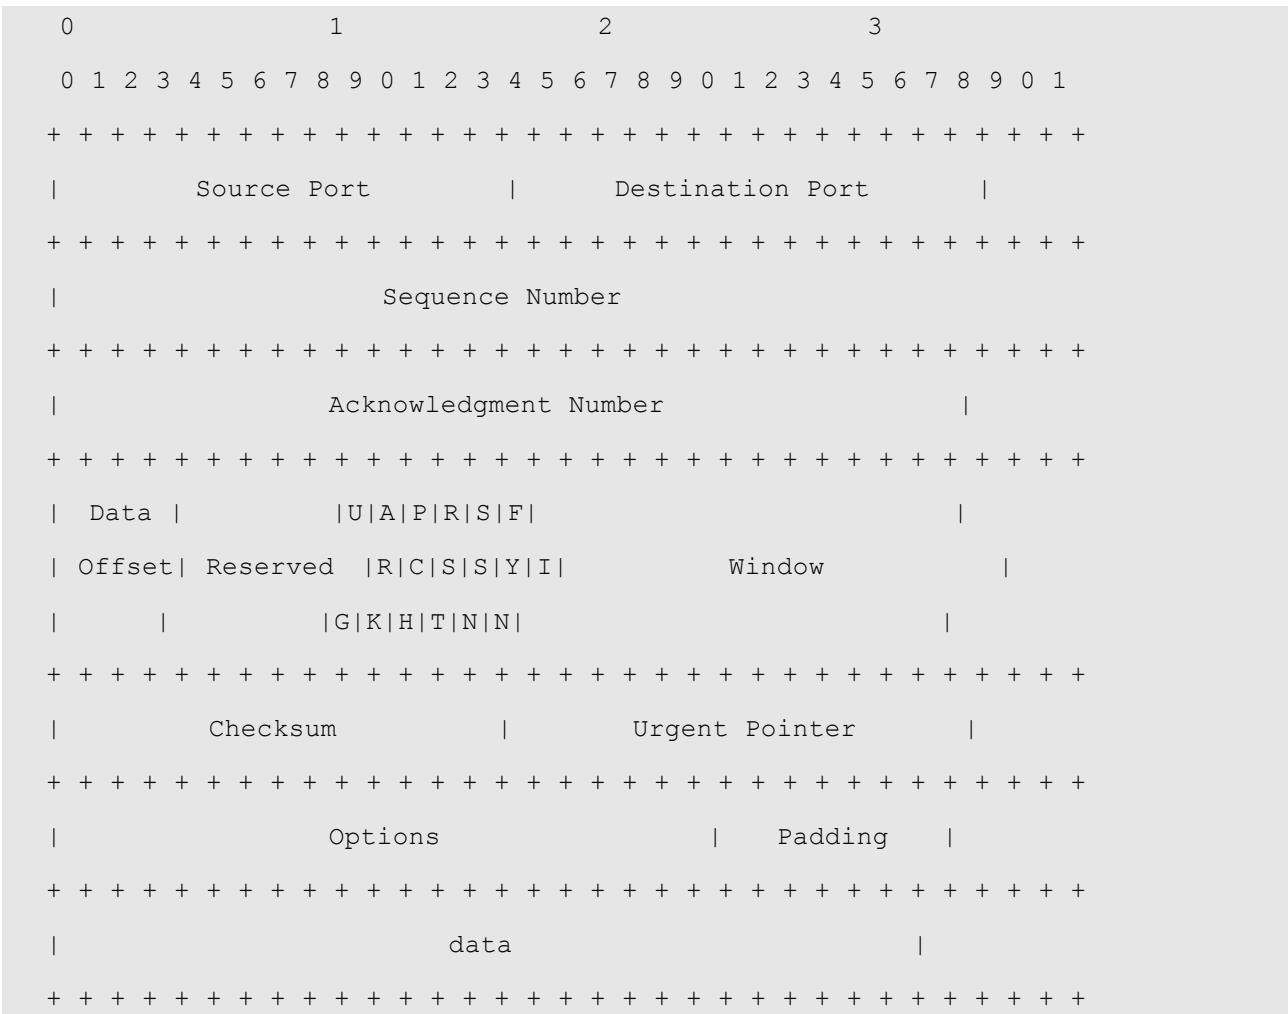 0                   1                   2                   3
0 1 2 3 4 5 6 7 8 9 0 1 2 3 4 5 6 7 8 9 0 1 2 3 4 5 6 7 8 9 0 1
+ + + + + + + + + + + + + + + + + + + + + + + + + + + + + + + + +
|         Source Port         |       Destination Port       |
+ + + + + + + + + + + + + + + + + + + + + + + + + + + + + + + + +
|                    Sequence Number
+ + + + + + + + + + + + + + + + + + + + + + + + + + + + + + + + +
|                 Acknowledgment Number                   |
+ + + + + + + + + + + + + + + + + + + + + + + + + + + + + + + + +
|  Data |          |U|A|P|R|S|F|                           |
| Offset| Reserved  |R|C|S|S|Y|I|          Window            |
|       |          |G|K|H|T|N|N|                           |
+ + + + + + + + + + + + + + + + + + + + + + + + + + + + + + + + +
|          Checksum          |        Urgent Pointer       |
+ + + + + + + + + + + + + + + + + + + + + + + + + + + + + + + + +
|                 Options                 |    Padding    |
+ + + + + + + + + + + + + + + + + + + + + + + + + + + + + + + + +
|                         data                          |
+ + + + + + + + + + + + + + + + + + + + + + + + + + + + + + + + +